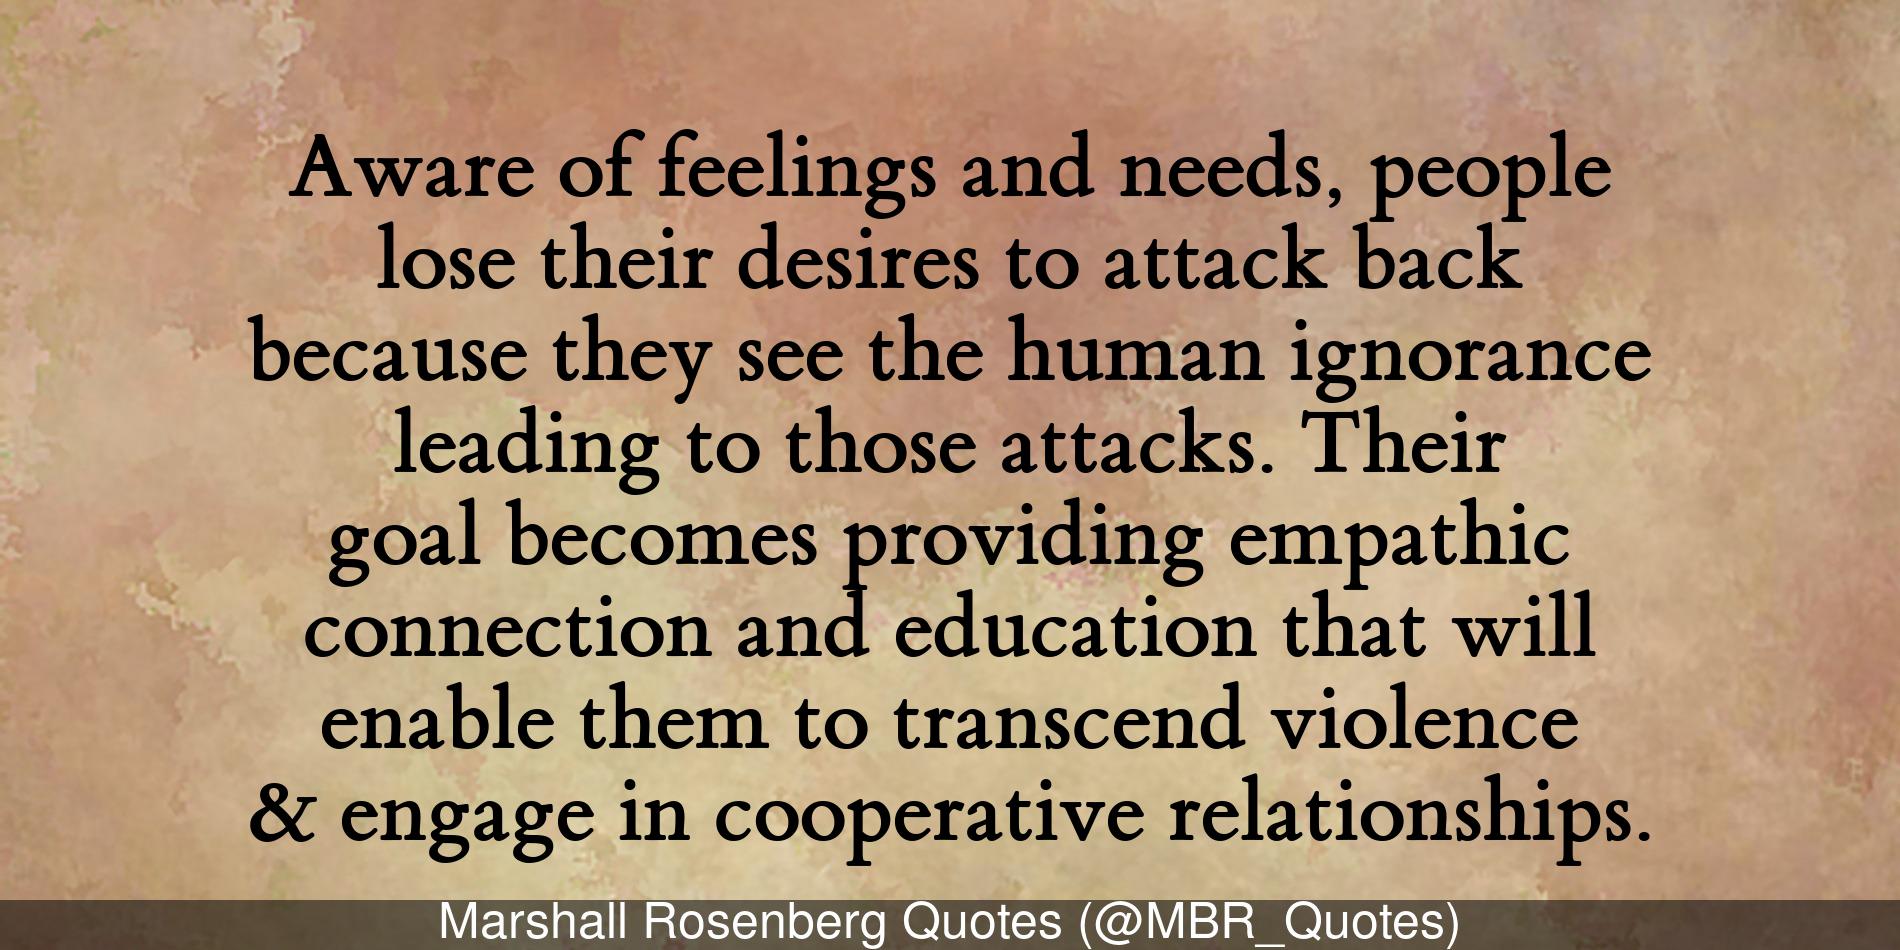 Aware of feelings and needs, people
lose their desires to attack back
because they see the human ignorance
leading to those attacks. Their
goal becomes providing empathic
connection and education that will
enable them to transcend violence
& engage in cooperative relationships.
Marshall Rosenberg Quotes (@MBR_Quotes)